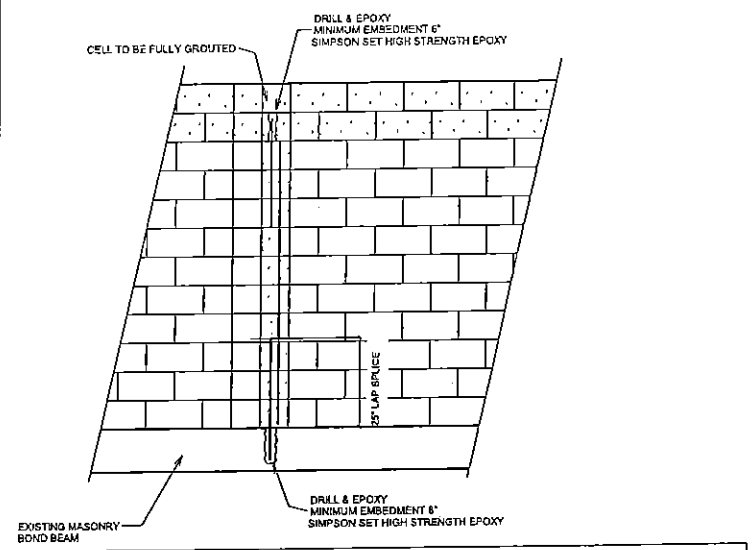 DRILL & EPOXY
MINIMUM EMBEDMENT 6"
SIMPSON SET HIGH STRENGTH EPOXY
CELL TO BE FULLY GROUTED
25" LAP SPLICE
DRILL & EPOXY
MINIMUM EMBEDMENT 6"
SIMPSON SET HIGH STRENGTH EPOXY
EXISTING MASONRY
BOND BEAM